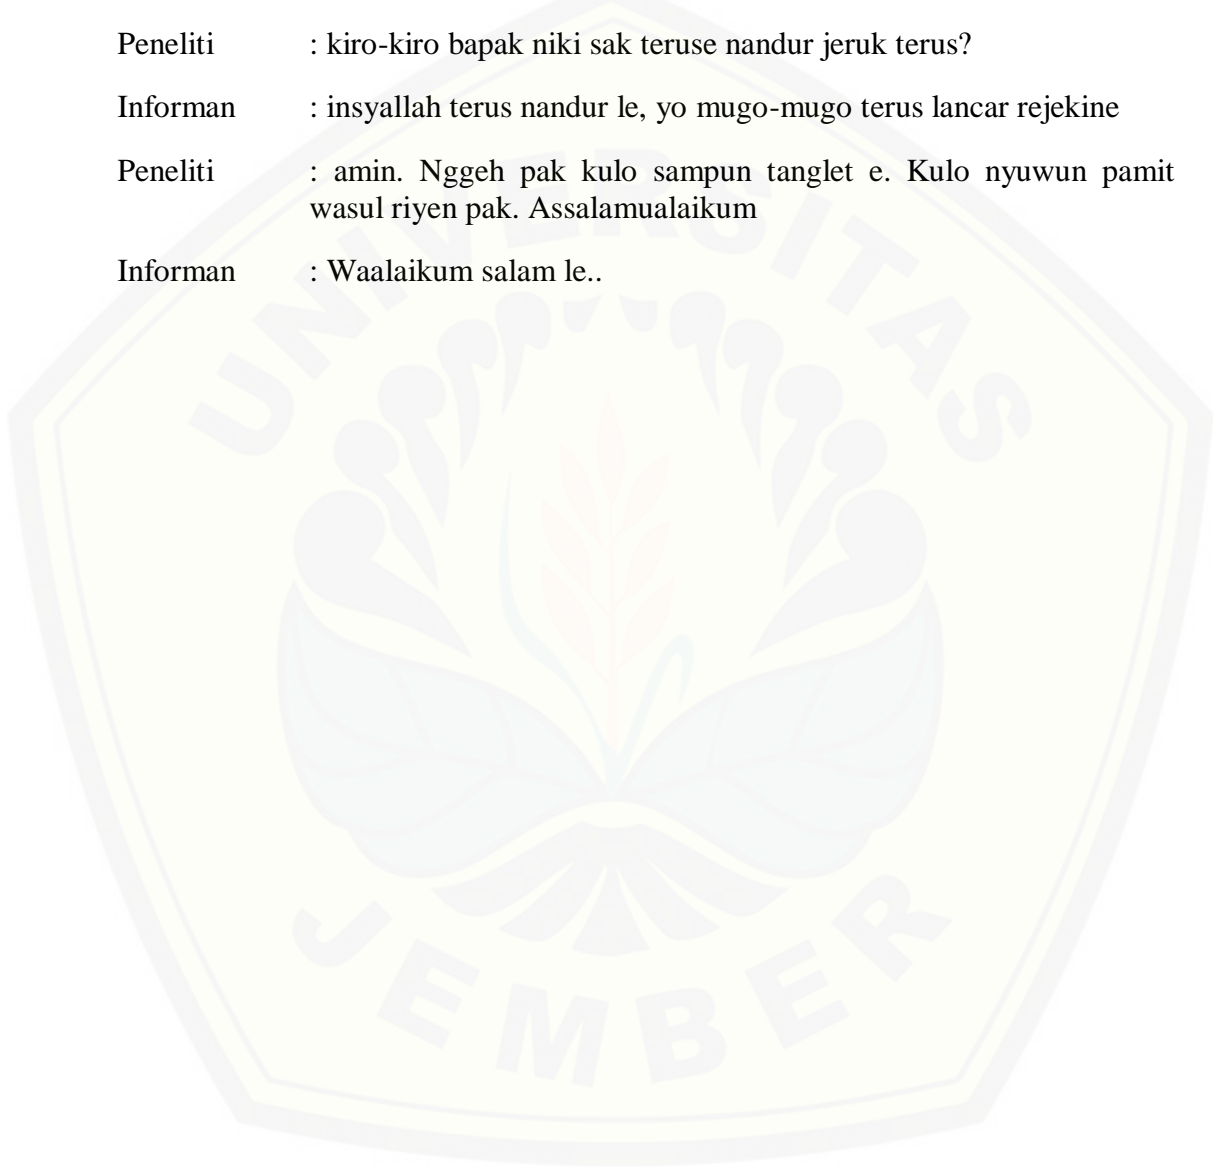 Peneliti : kiro-kiro bapak niki sak teruse nandur jeruk terus?
Informan : insyallah terus nandur le, yo mugo-mugo terus lancar rejekine
Peneliti : amin. Nggeh pak kulo sampun tanglet e. Kulo nyuwun pamit
wasul riyen pak. Assalamualaikum
Informan : Waalaikum salam le..
UNIVERSITAS
JEMBER